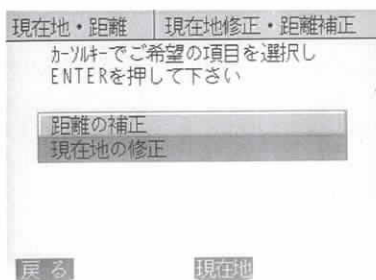 現在地・距離 現在地修正・距離補正
カーソルキーでご希望の項目を選択し
ENTERを押して下さい
距離の補正
現在地の修正
戻る 現在地